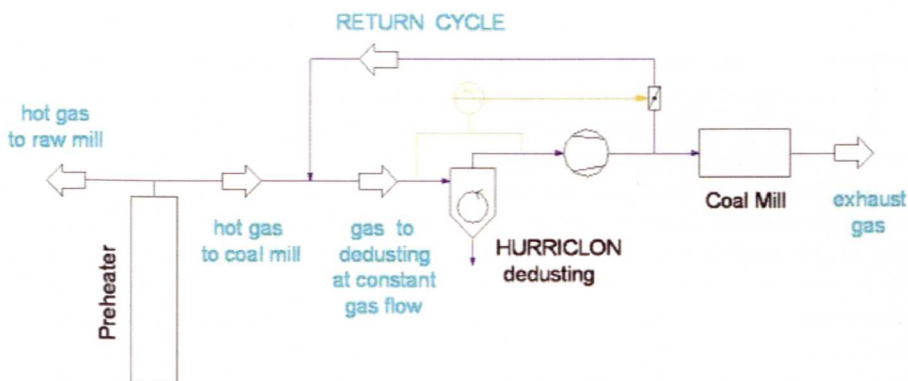 RETURN CYCLE
hot gas
to raw mill
hot gas
to coal mill
gas to
dedusting
at constant
gas flow
HURRICLON
dedusting
Coal Mill
exhaust
gas
Preheater